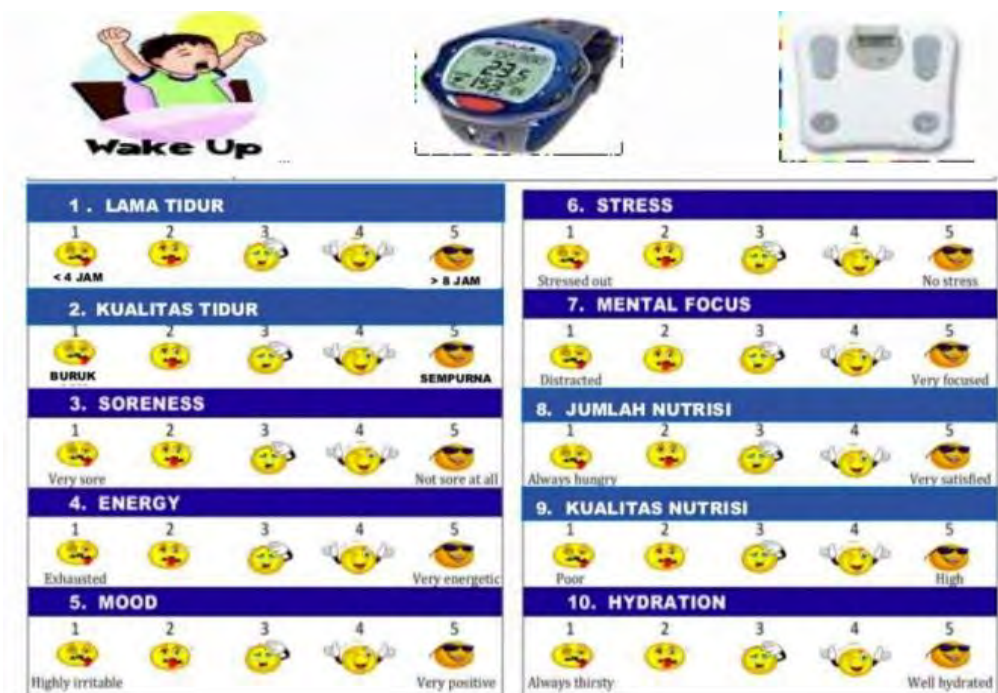 Wake Up
1 . LAMA TIDUR
1 2 3 4 5
< 4 JAM > 8 JAM
2. KUALITAS TIDUR
1 2 3 4 5
BURUK SEMPURNA
3. SORENESS
1 2 3 4 5
Very sore Not sore at all
4. ENERGY
1 2 3 4 5
Exhausted Very energetic
5. MOOD
1 2 3 4 5
Highly irritable Very positive
6. STRESS
1 2 3 4 5
Stressed out No stress
7. MENTAL FOCUS
1 2 3 4 5
Distracted Very focused
8. JUMLAH NUTRISI
1 2 3 4 5
Always hungry Very satisfied
9. KUALITAS NUTRISI
1 2 3 4 5
Poor High
10. HYDRATION
1 2 3 4 5
Always thirsty Well hydrated